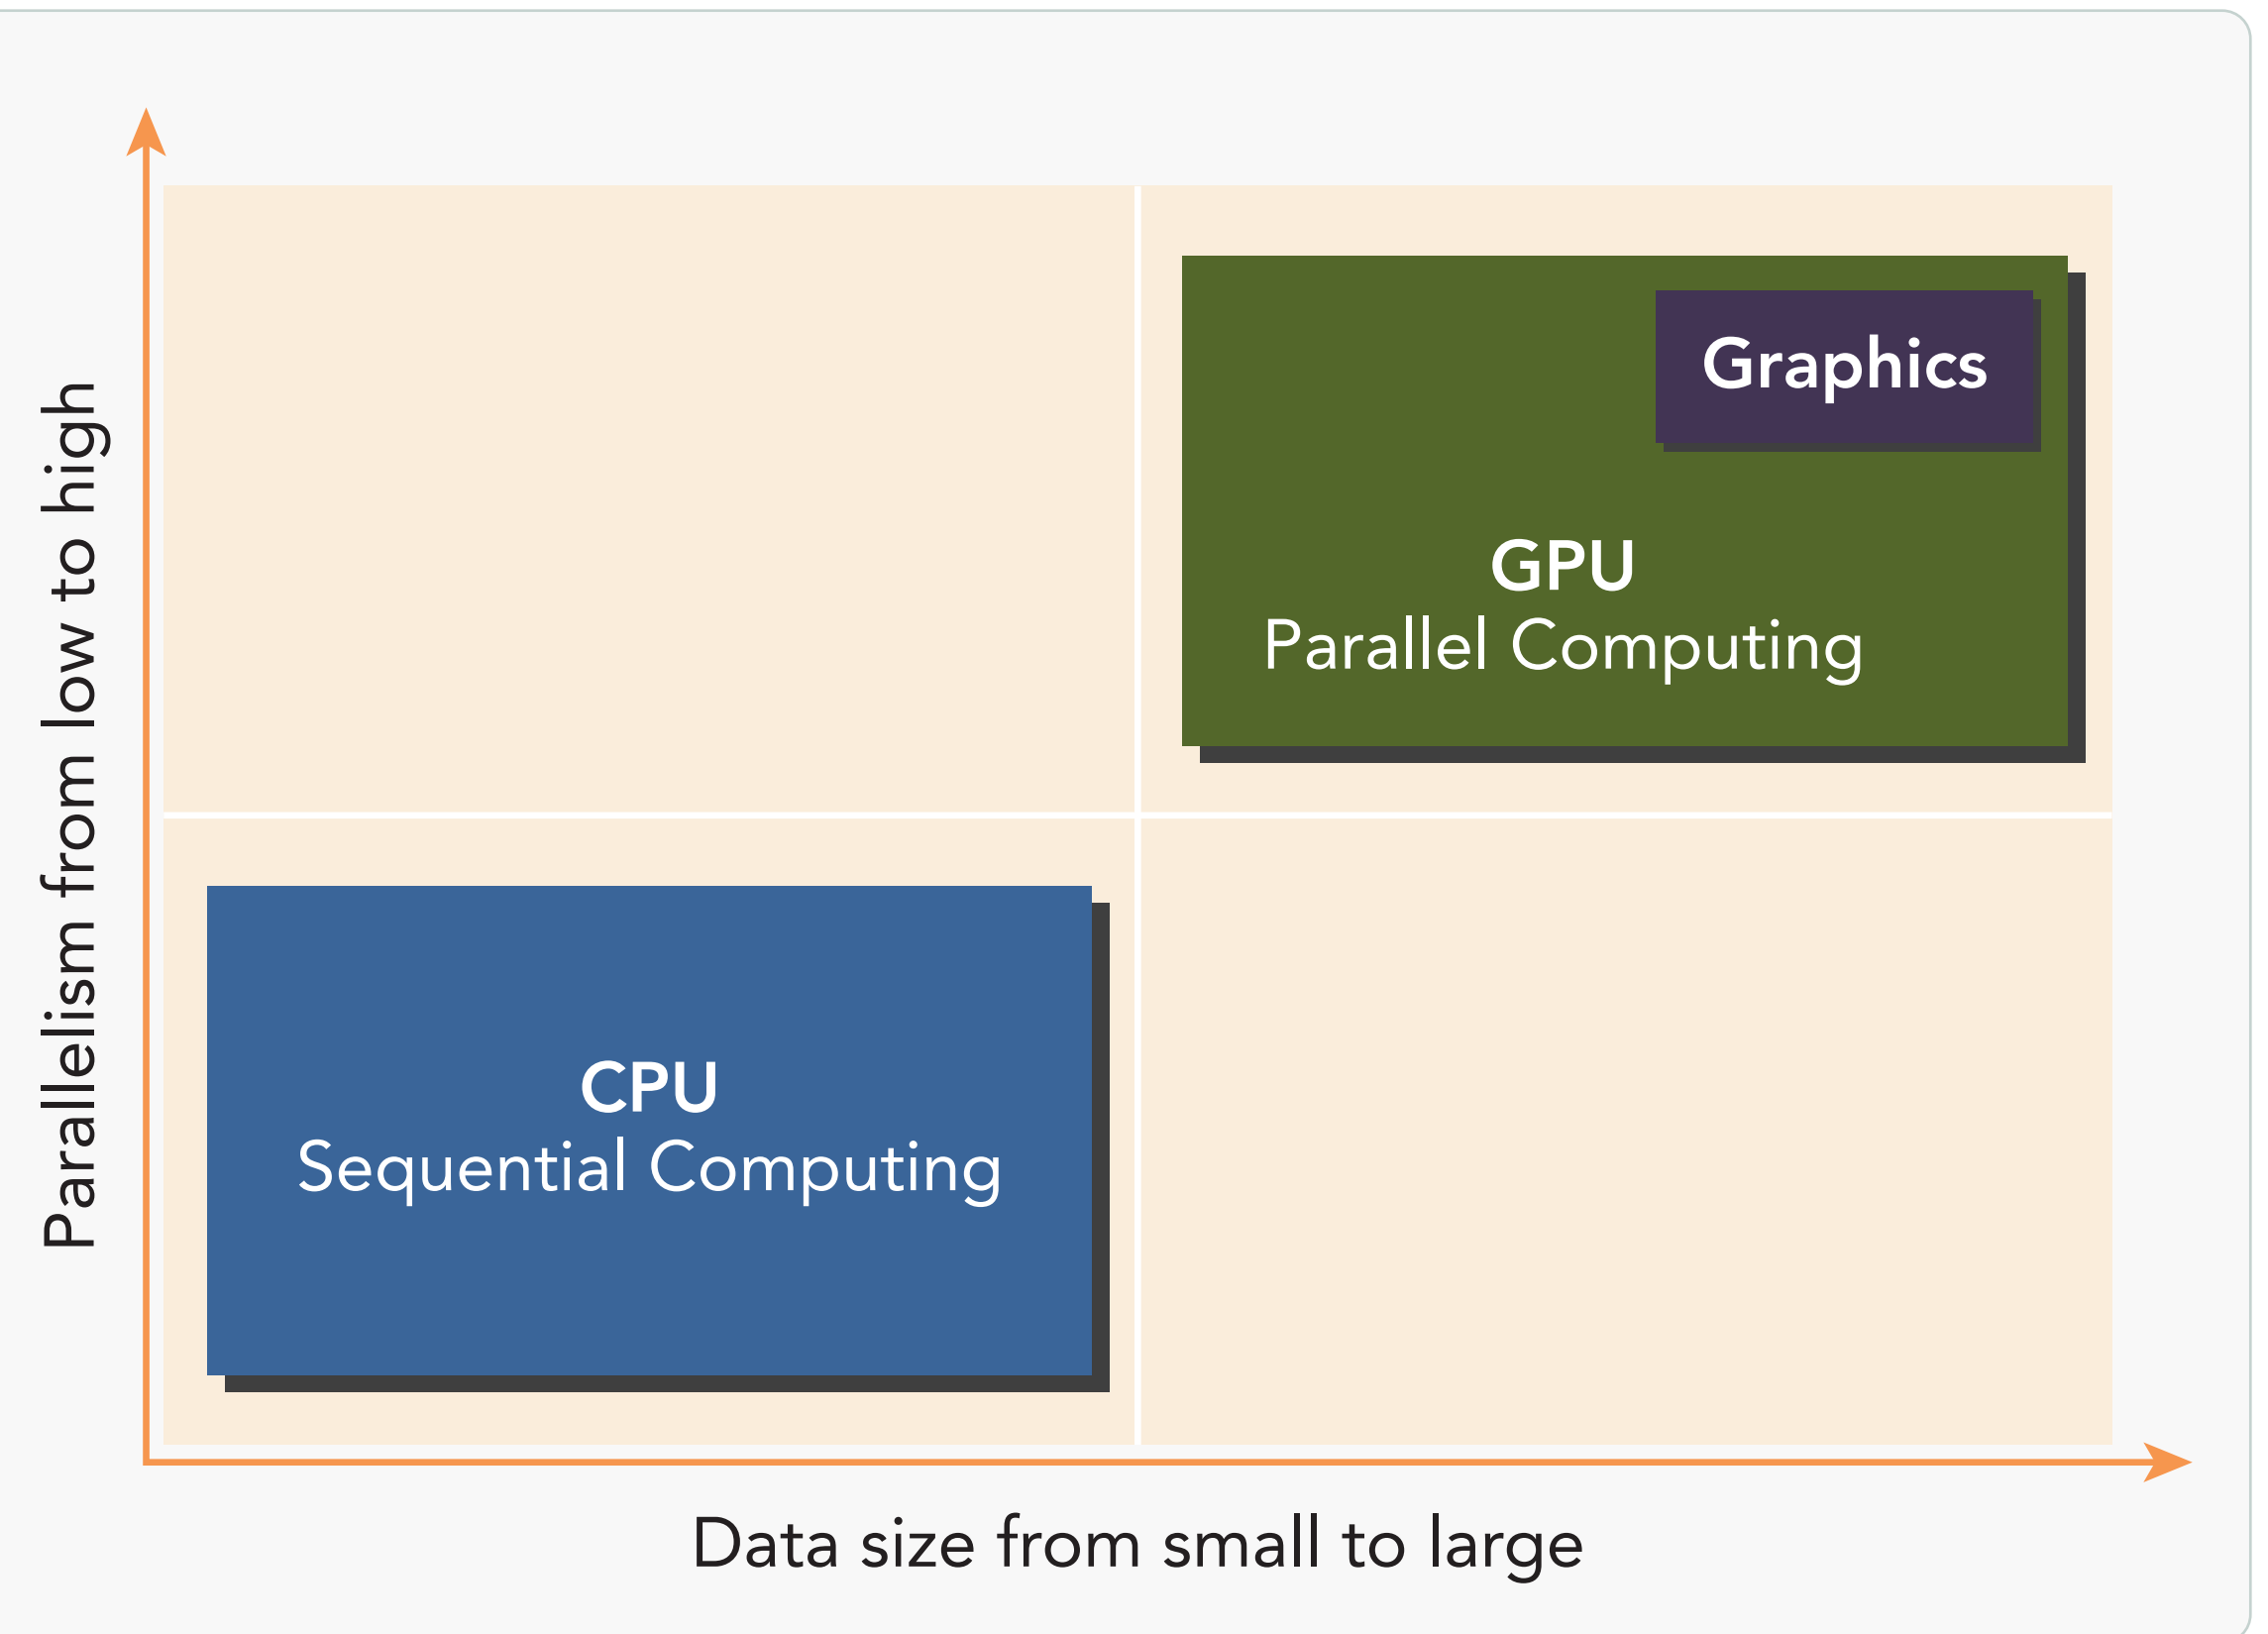 Parallelism from low to high
Graphics
GPU
Parallel Computing
CPU
Sequential Computing
Data size from small to large